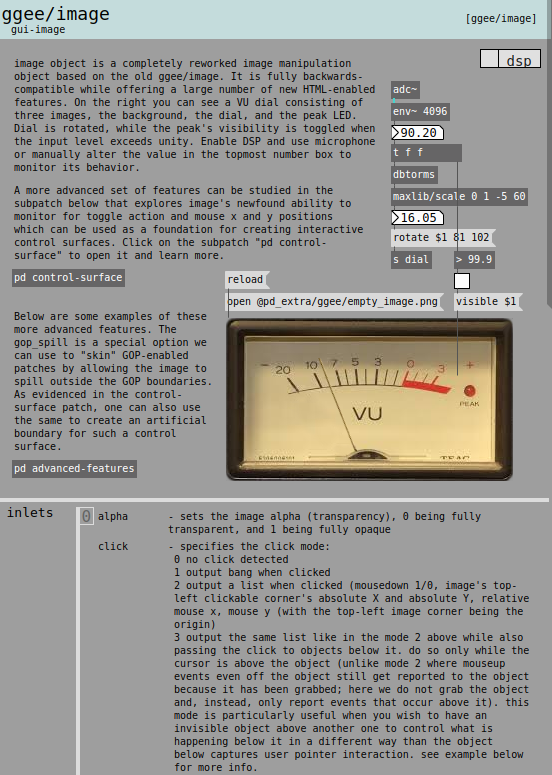 ggee/image
gui-image
[ggee/image]
image object is a completely reworked image manipulation
object based on the old ggee/image. It is fully backwards-
compatible while offering a large number of new HTML-enabled
features. On the right you can see a VU dial consisting of
three images, the background, the dial, and the peak LED.
Dial is rotated, while the peak's visibility is toggled when
the input level exceeds unity. Enable DSP and use microphone
or manually alter the value in the topmost number box to
monitor its behavior.
A more advanced set of features can be studied in the
subpatch below that explores image's newfound ability to
monitor for toggle action and mouse x and y positions
which can be used as a foundation for creating interactive
control surfaces. Click on the subpatch "pd control-
surface" to open it and learn more.
pd control-surface
Below are some examples of these
more advanced features. The
gop_spill is a special option we
can use to "skin" GOP-enabled
patches by allowing the image to
spill outside the GOP boundaries.
As evidenced in the control-
surface patch, one can also use
the same to create an artificial
boundary for such a control
surface.
pd advanced-features
dsp
adc~
env~ 4096
90.20
t f f
dbtorms
maxlib/scale 0 1 -5 60
16.05
rotate $1 81 102
s dial
> 99.9
reload
open @pd_extra/ggee/empty_image.png
visible $1
− 20 10 7 5 3 0 3 +
PEAK
VU
TEAC
inlets
0
alpha - sets the image alpha (transparency), 0 being fully
transparent, and 1 being fully opaque
click - specifies the click mode:
0 no click detected
1 output bang when clicked
2 output a list when clicked (mousedown 1/0, image's top-
left clickable corner's absolute X and absolute Y, relative
mouse x, mouse y (with the top-left image corner being the
origin)
3 output the same list like in the mode 2 above while also
passing the click to objects below it. do so only while the
cursor is above the object (unlike mode 2 where mouseup
events even off the object still get reported to the object
because it has been grabbed; here we do not grab the object
and, instead, only report events that occur above it). this
mode is particularly useful when you wish to have an
invisible object above another one to control what is
happening below it in a different way than the object
below captures user pointer interaction. see example below
for more info.